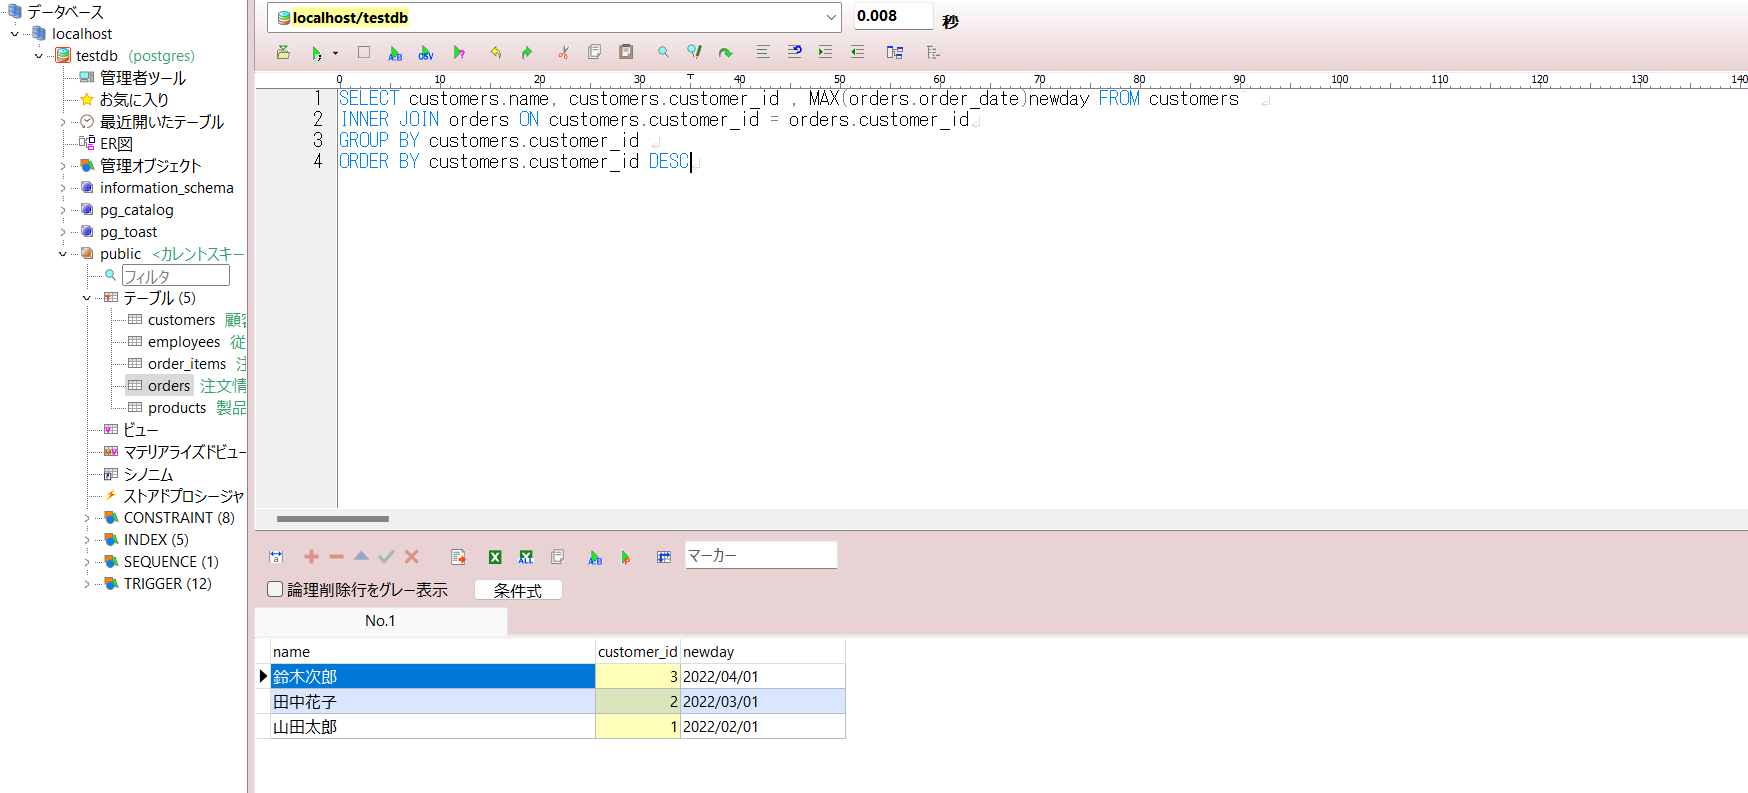 データベース
localhost
testdb (postgres)
管理者ツール
お気に入り
最近開いたテーブル
ER図
管理オブジェクト
information_schema
pg_catalog
pg_toast
public <カレントスキー
フィルタ
テーブル (5)
customers 顧客
employees 従
order_items 注
orders 注文情
products 製品
ビュー
マテリアライズドビュー
シノニム
ストアドプロシージャ
CONSTRAINT (8)
INDEX (5)
SEQUENCE (1)
TRIGGER (12)
localhost/testdb 0.008 秒
A:B CSV
0 10 20 30 40 50 60 70 80 90 100 110 120 130 140
1 SELECT customers.name, customers.customer_id , MAX(orders.order_date)newday FROM customers
2 INNER JOIN orders ON customers.customer_id = orders.customer_id
3 GROUP BY customers.customer_id
4 ORDER BY customers.customer_id DESC
ALL A:B マーカー
論理削除行をグレー表示 条件式
No.1
name customer_id newday
鈴木次郎 3 2022/04/01
田中花子 2 2022/03/01
山田太郎 1 2022/02/01